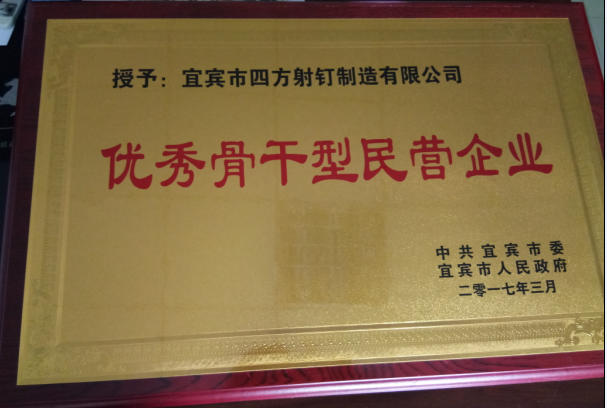 授予：宜宾市四方射钉制造有限公司
优秀骨干型民营企业
中共宜宾市委
宜宾市人民政府
二零一七年三月